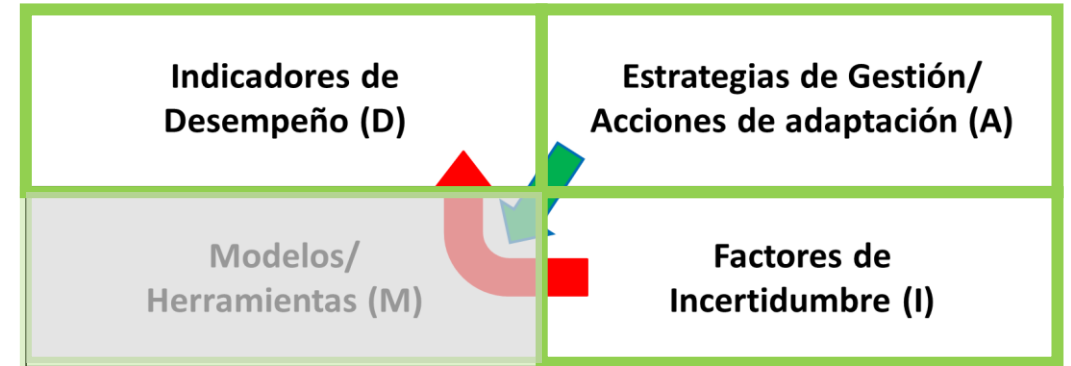 Indicadores de
Desempeño (D)
Estrategias de Gestión/
Acciones de adaptación (A)
Modelos/
Herramientas (M)
Factores de
Incertidumbre (I)